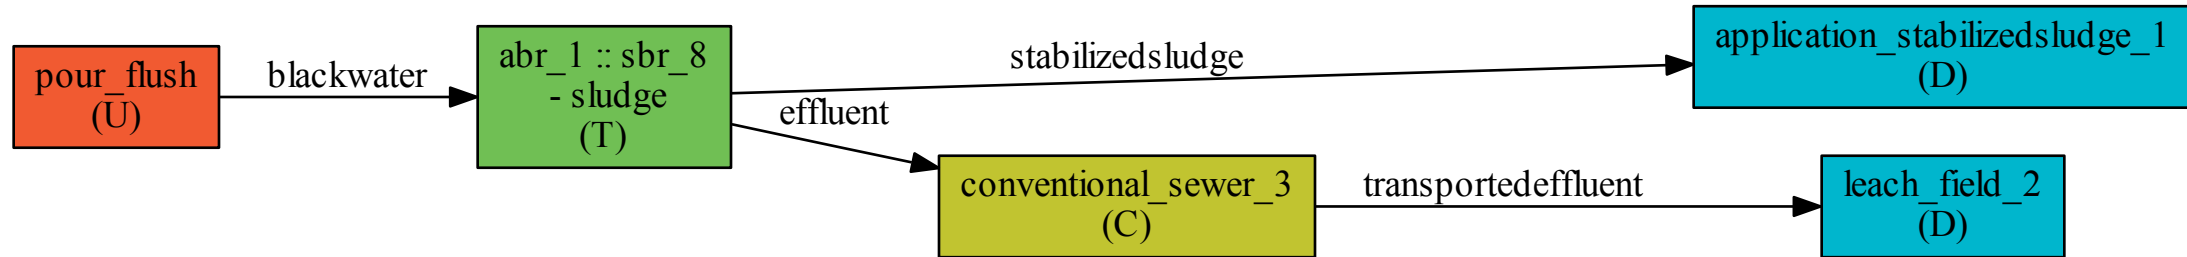 pour_flush
(U)
blackwater
abr_1 :: sbr_8
- sludge
(T)
stabilizedsludge
effluent
application_stabilizedsludge_1
(D)
conventional_sewer_3
(C)
transportedeffluent
leach_field_2
(D)